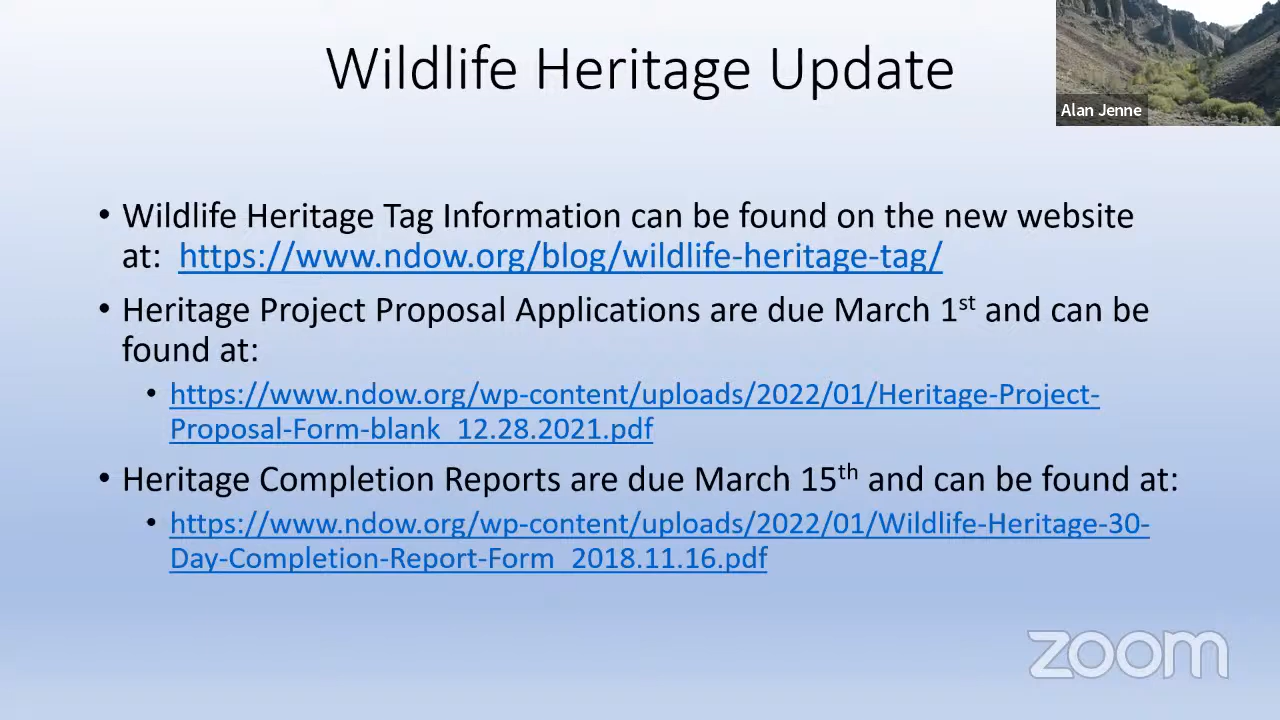 Wildlife Heritage Update
Alan Jenne
• Wildlife Heritage Tag Information can be found on the new website
at: https://www.ndow.org/blog/wildlife-heritage-tag/
• Heritage Project Proposal Applications are due March 1st and can be
found at:
• https://www.ndow.org/wp-content/uploads/2022/01/Heritage-Project-
Proposal-Form-blank_12.28.2021.pdf
• Heritage Completion Reports are due March 15th and can be found at:
• https://www.ndow.org/wp-content/uploads/2022/01/Wildlife-Heritage-30-
Day-Completion-Report-Form_2018.11.16.pdf
zoom